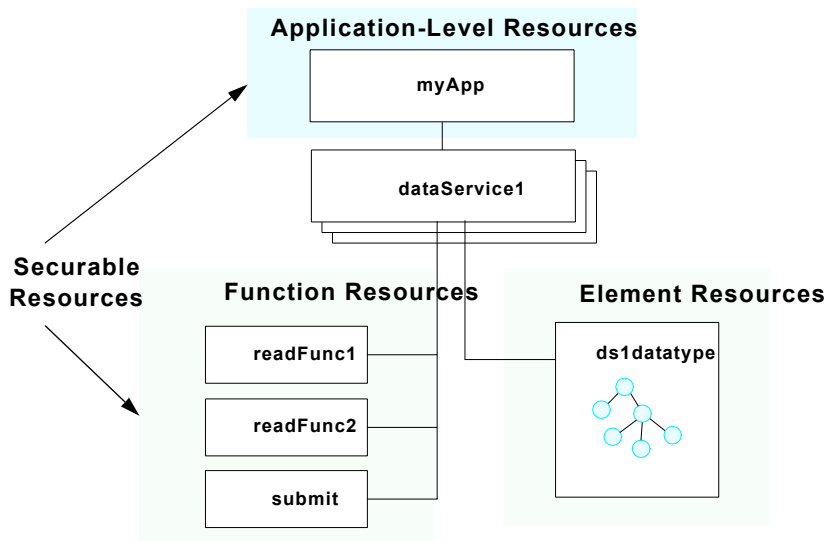 Application-Level Resources
myApp
dataService1
Securable
Resources
Function Resources
Element Resources
readFunc1
ds1datatype
readFunc2
submit